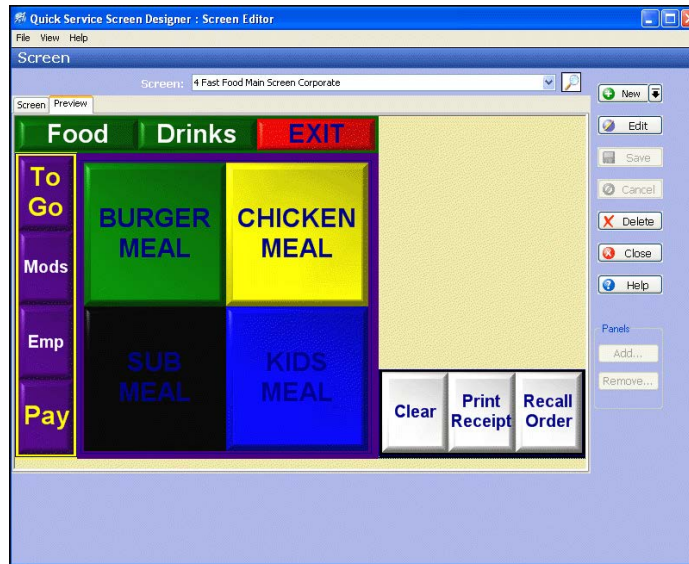 Quick Service Screen Designer : Screen Editor
File View Help
Screen
Screen: 4 Fast Food Main Screen Corporate
Screen Preview
Food Drinks EXIT
To
Go
Mods
Emp
Pay
BURGER
MEAL
CHICKEN
MEAL
SUB
MEAL
KIDS
MEAL
Clear
Print
Receipt
Recall
Order
New
Edit
Save
Cancel
Delete
Close
Help
Panels
Add...
Remove...